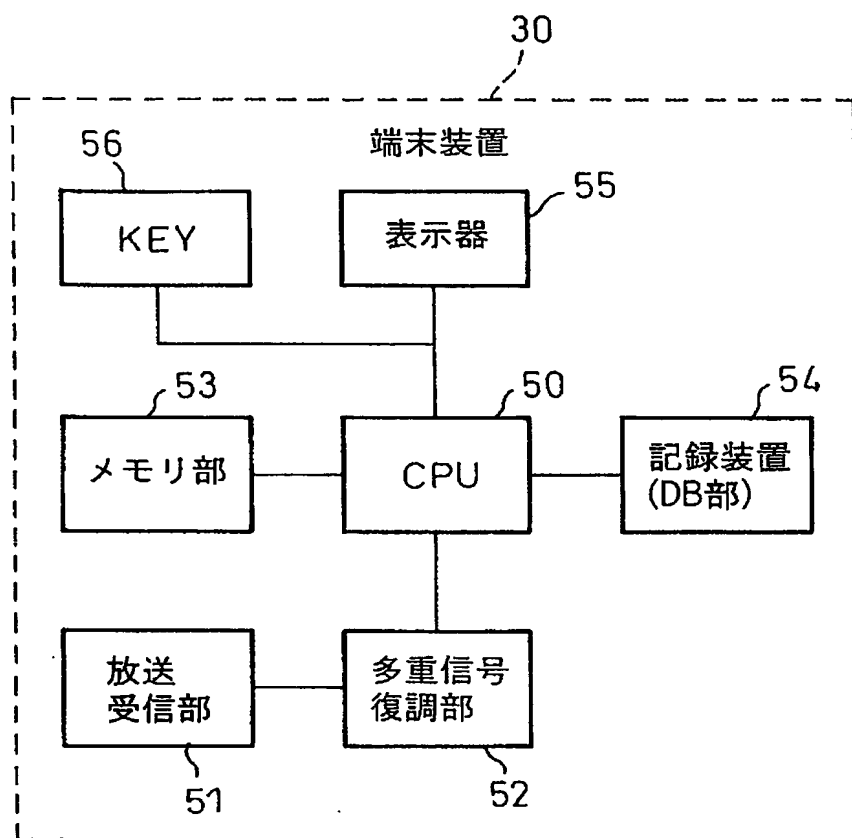 30
端末装置
56
KEY
55
表示器
53
メモリ部
50
CPU
54
記録装置
(DB部)
放送
受信部
51
多重信号
復調部
52